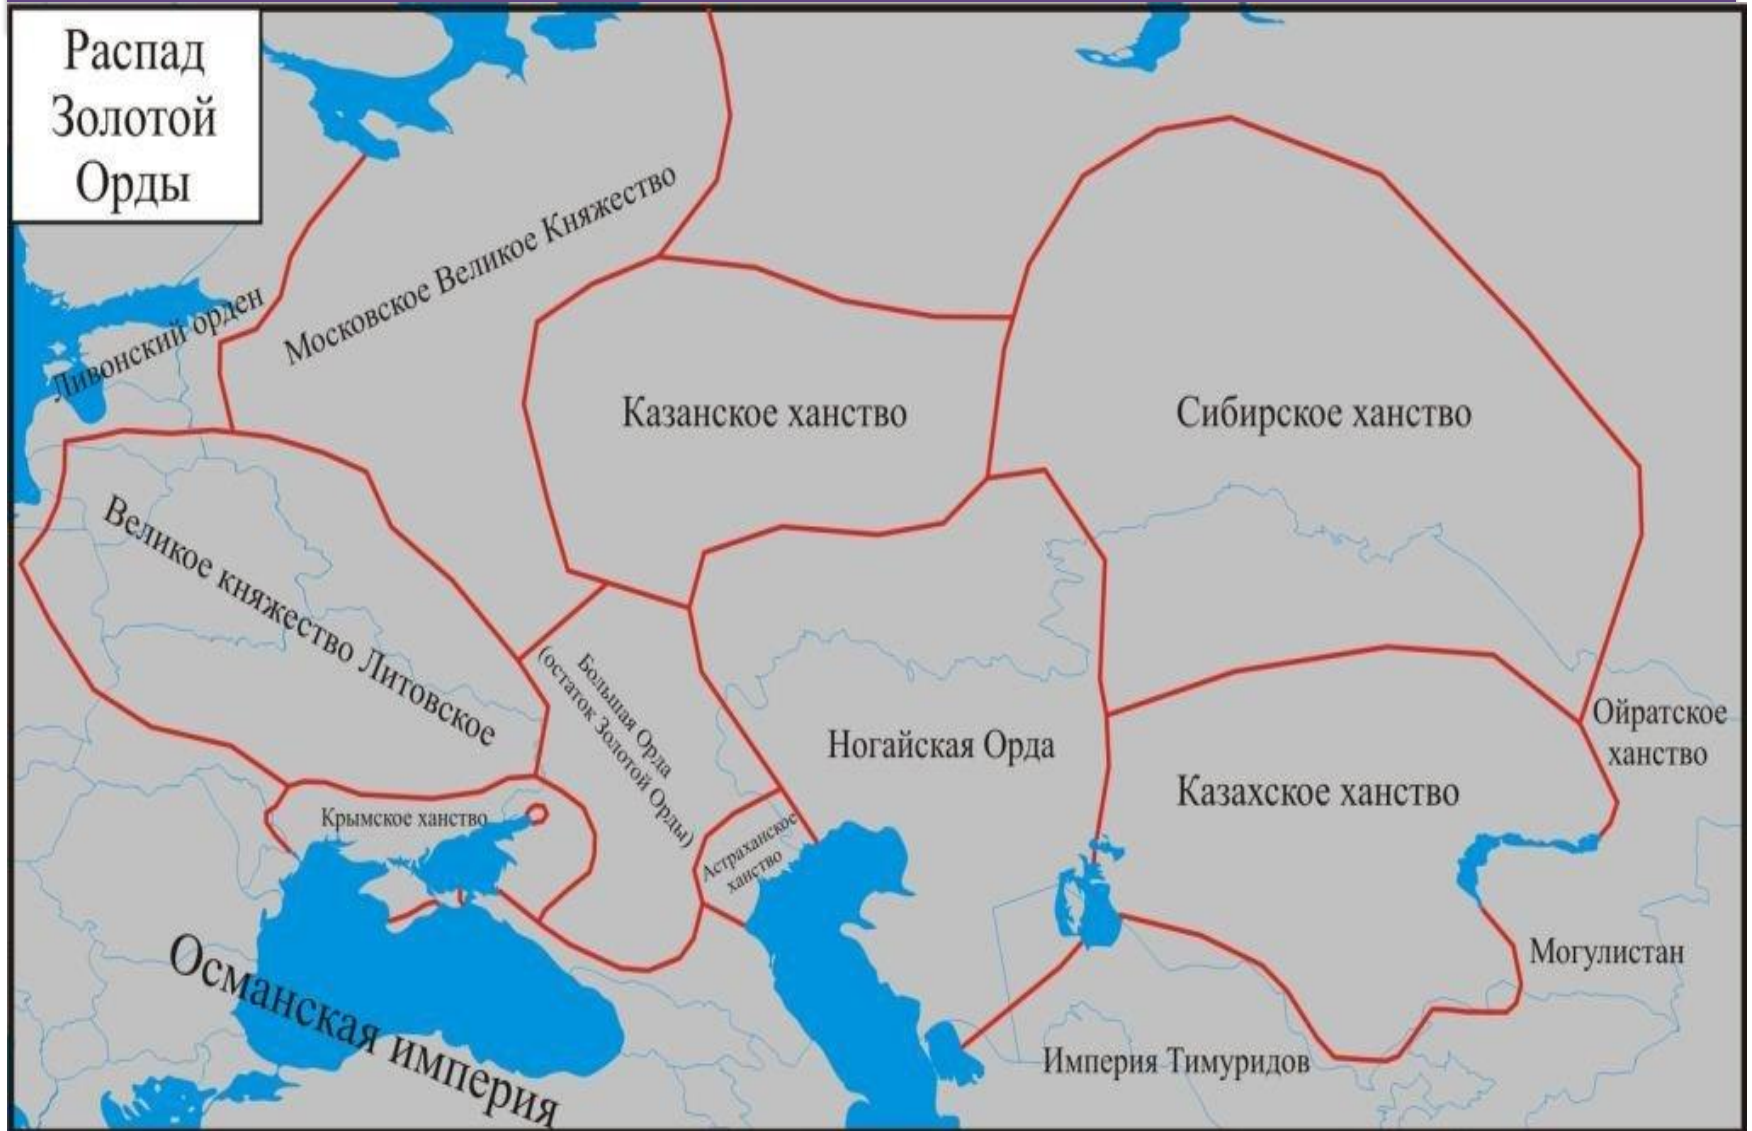 Распад
Золотой
Орды
Московское Великое Княжество
Ливонский орден
Казанское ханство
Сибирское ханство
Великое княжество Литовское
Большая Орда
(остаток Золотой Орды)
Ногайская Орда
Ойратское
ханство
Казахское ханство
Крымское ханство
Астраханское
ханство
Османская империя
Могулистан
Империя Тимуридов